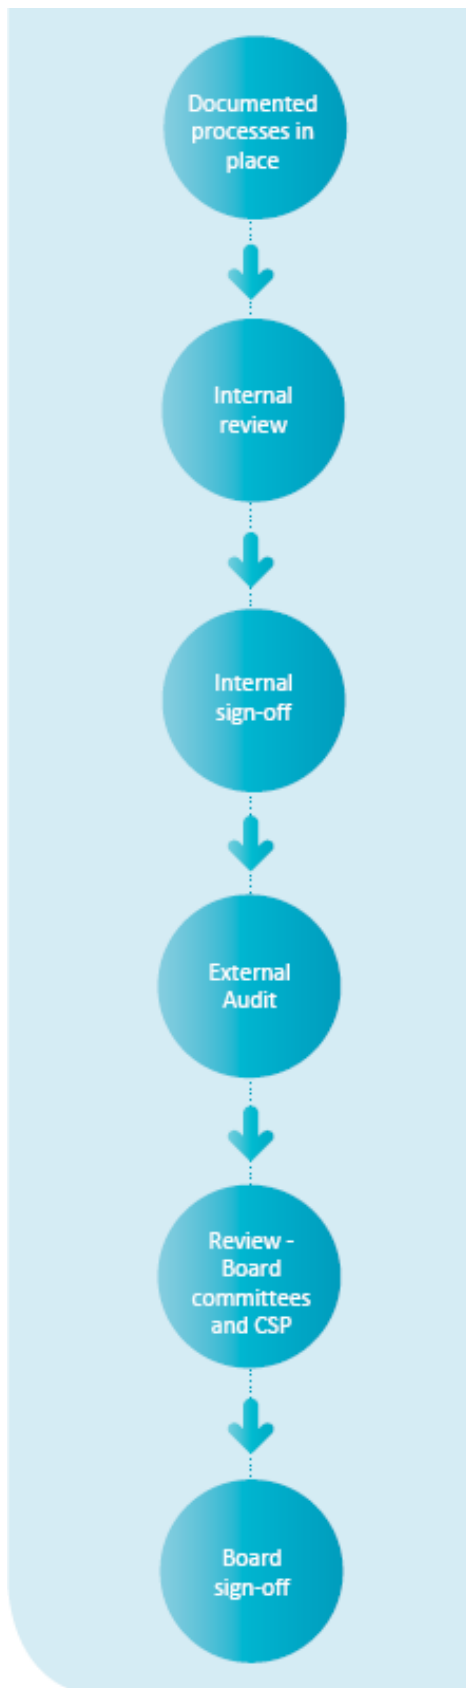 Documented
processes in
place
Internal
review
Internal
sign-off
External
Audit
Review -
Board
committees
and CSP
Board
sign-off